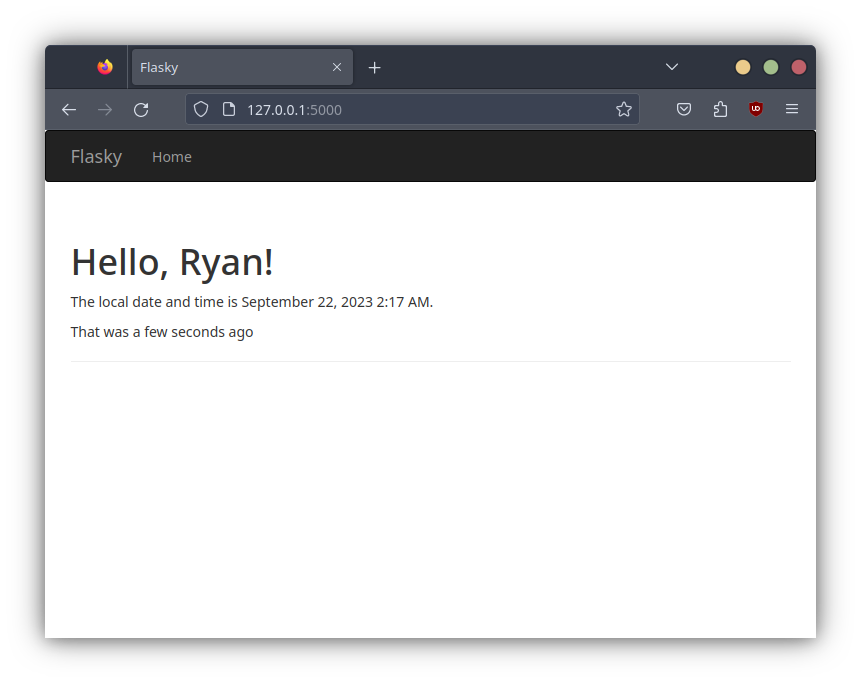 Flasky
127.0.0.1:5000
Flasky Home
Hello, Ryan!
The local date and time is September 22, 2023 2:17 AM.
That was a few seconds ago